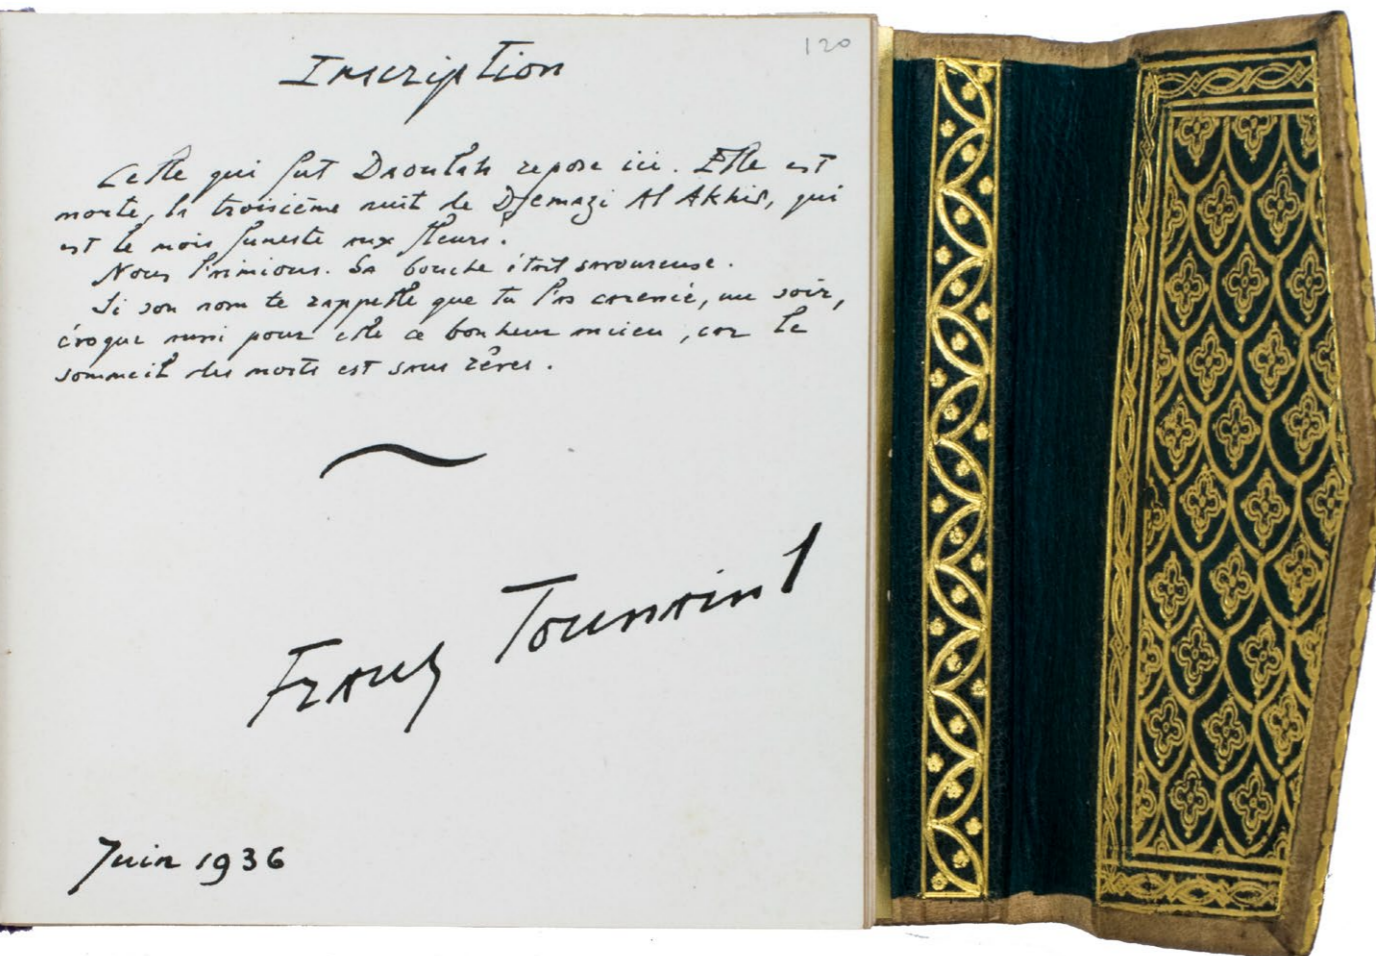 120
Inscription
Celle qui fut Daoulah repose ici. Elle est
morte, la troisième nuit de Djemazi Al Akhir, qui
est le mois funeste aux fleurs.
Nous l'aimions. Sa bouche était savoureuse.
Si son nom te rappelle que tu l'as caressée, un soir,
évoque aussi pour elle ce bonheur ancien, car le
sommeil des morts est sans rêves.
Franz Toussaint
Juin 1936